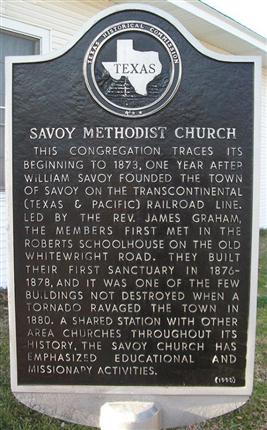 TEXAS HISTORICAL COMMISSION
TEXAS
SAVOY METHODIST CHURCH
THIS CONGREGATION TRACES ITS
BEGINNING TO 1873, ONE YEAR AFTER
WILLIAM SAVOY FOUNDED THE TOWN
OF SAVOY ON THE TRANSCONTINENTAL
(TEXAS & PACIFIC) RAILROAD LINE.
LED BY THE REV. JAMES GRAHAM,
THE MEMBERS FIRST MET IN THE
ROBERTS SCHOOLHOUSE ON THE OLD
WHITEWRIGHT ROAD. THEY BUILT
THEIR FIRST SANCTUARY IN 1876-
1878, AND IT WAS ONE OF THE FEW
BUILDINGS NOT DESTROYED WHEN A
TORNADO RAVAGED THE TOWN IN
1880. A SHARED STATION WITH OTHER
AREA CHURCHES THROUGHOUT ITS
HISTORY, THE SAVOY CHURCH HAS
EMPHASIZED EDUCATIONAL AND
MISSIONARY ACTIVITIES.